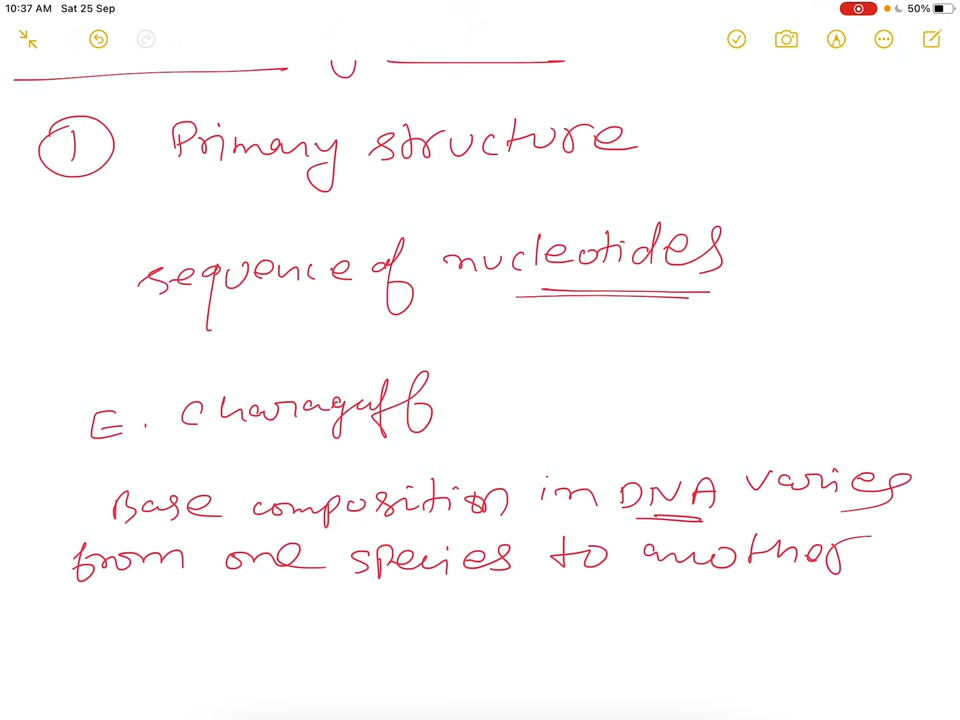 10:37 AM Sat 25 Sep 50%
1 Primary structure
sequence of nucleotides
E. Charagaff
Base composition in DNA varies
from one species to another